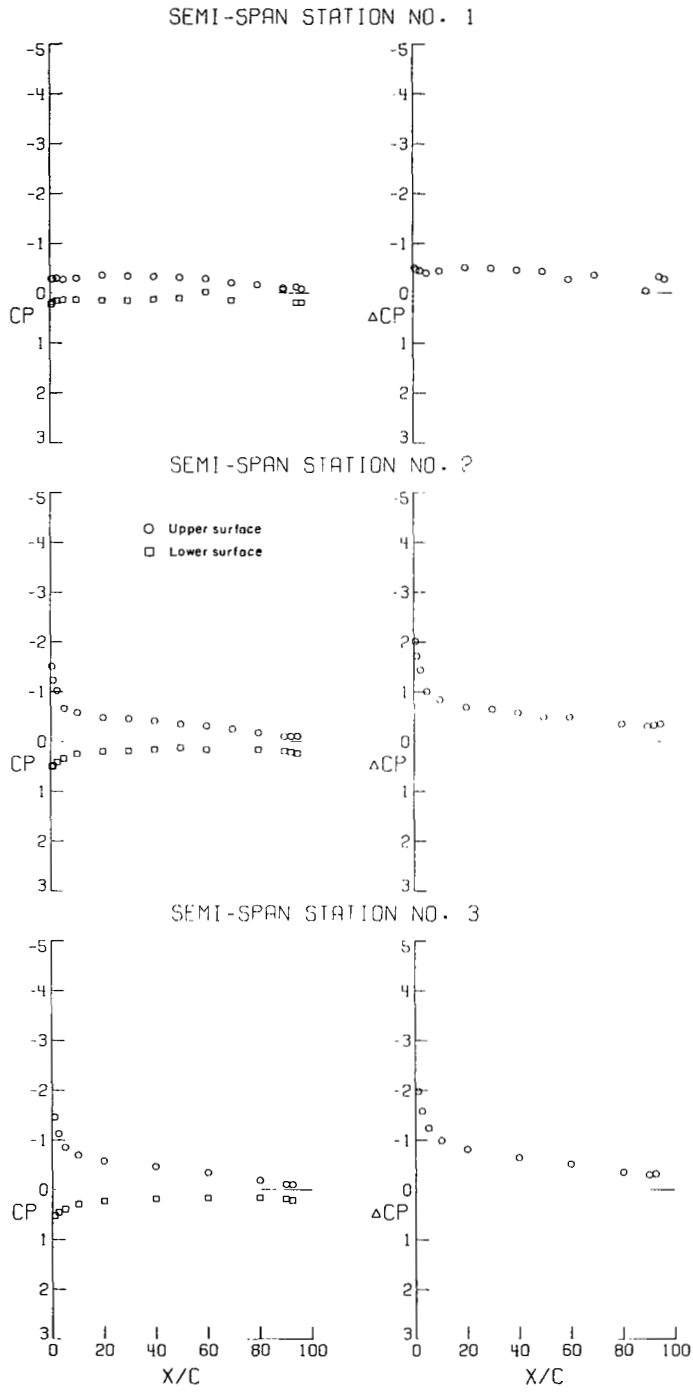 SEMI-SPAN STATION NO. 1
-5 -5
-4 -4
-3 -3
-2 -2
-1 -1
0 0
CP ΔCP
1 1
2 2
3 3
SEMI-SPAN STATION NO. 2
-5 -5
○ Upper surface
□ Lower surface
-4 -4
-3 -3
-2 -2
-1 -1
0 0
CP ΔCP
1 1
2 2
3 3
SEMI-SPAN STATION NO. 3
-5 5
-4 -4
-3 -3
-2 -2
-1 -1
0 0
CP ΔCP
1 1
2 2
3 3
0 20 40 60 80 100 0 20 40 60 80 100
X/C X/C